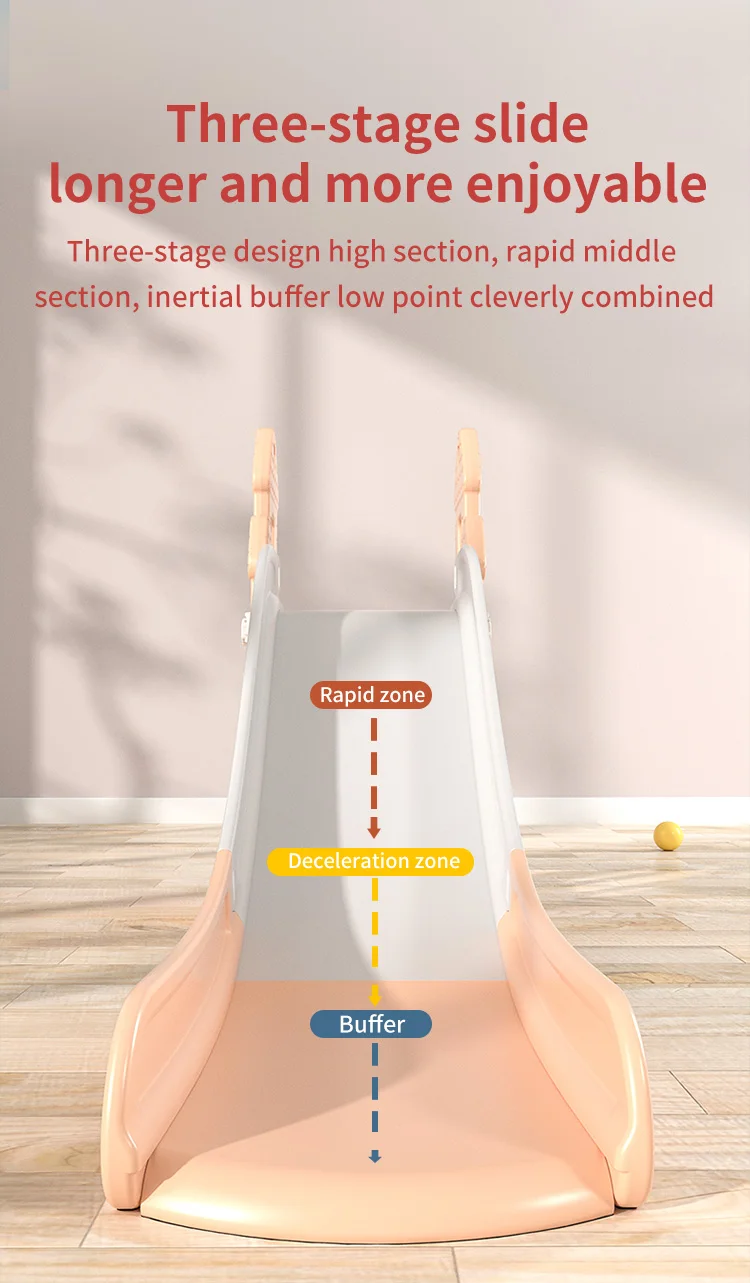 Three-stage slide
longer and more enjoyable
Three-stage design high section, rapid middle
section, inertial buffer low point cleverly combined
Rapid zone
Deceleration zone
Buffer